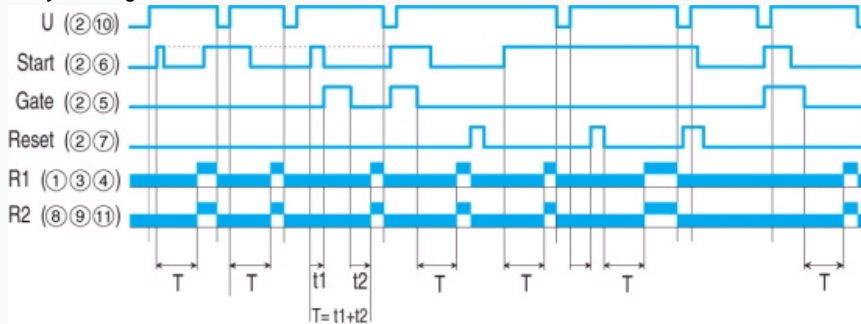 U (②⑩)
Start (②⑥)
Gate (②⑤)
Reset (②⑦)
R1 (①③④)
R2 (⑧⑨⑪)
T T t1 t2 T T T T
T= t1+t2